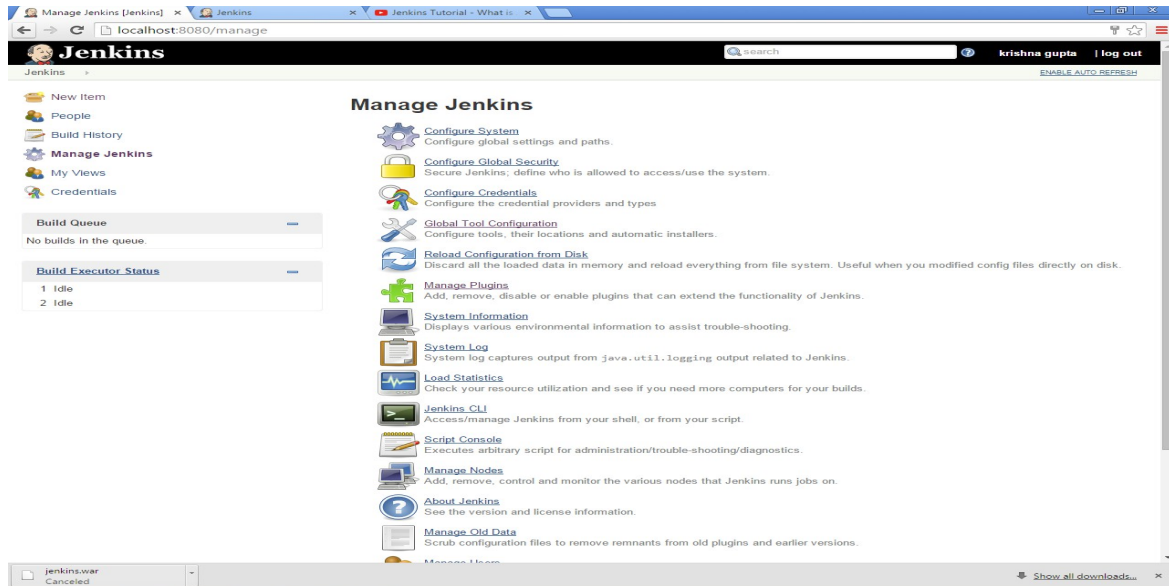 Manage Jenkins [Jenkins]
Jenkins
Jenkins Tutorial - What is
localhost:8080/manage
Jenkins
search
krishna gupta | log out
Jenkins
ENABLE AUTO REFRESH
New Item
People
Build History
Manage Jenkins
My Views
Credentials
Build Queue
No builds in the queue.
Build Executor Status
1 Idle
2 Idle
Manage Jenkins
Configure System
Configure global settings and paths.
Configure Global Security
Secure Jenkins; define who is allowed to access/use the system.
Configure Credentials
Configure the credential providers and types
Global Tool Configuration
Configure tools, their locations and automatic installers.
Reload Configuration from Disk
Discard all the loaded data in memory and reload everything from file system. Useful when you modified config files directly on disk.
Manage Plugins
Add, remove, disable or enable plugins that can extend the functionality of Jenkins.
System Information
Displays various environmental information to assist trouble-shooting.
System Log
System log captures output from java.util.logging output related to Jenkins.
Load Statistics
Check your resource utilization and see if you need more computers for your builds.
Jenkins CLI
Access/manage Jenkins from your shell, or from your script.
Script Console
Executes arbitrary script for administration/trouble-shooting/diagnostics.
Manage Nodes
Add, remove, control and monitor the various nodes that Jenkins runs jobs on.
About Jenkins
See the version and license information.
Manage Old Data
Scrub configuration files to remove remnants from old plugins and earlier versions.
Manage Users
jenkins.war
Canceled
Show all downloads...